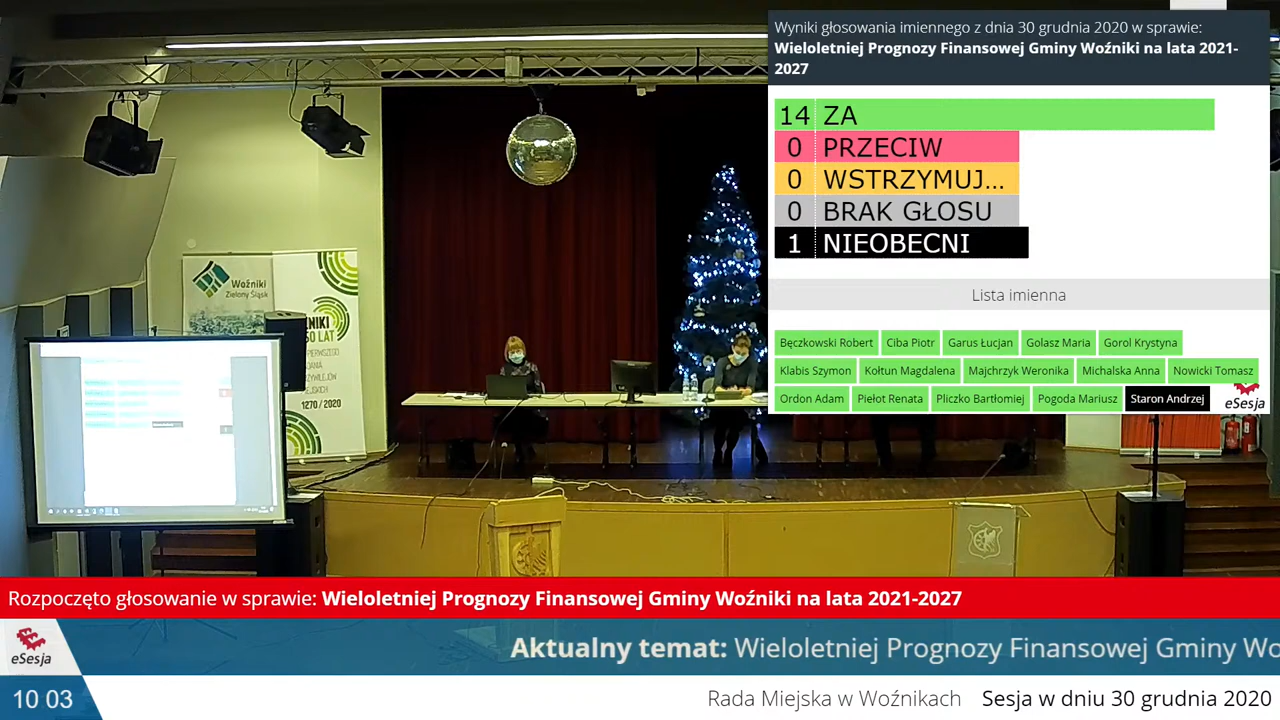 Wyniki głosowania imiennego z dnia 30 grudnia 2020 w sprawie:
Wieloletniej Prognozy Finansowej Gminy Woźniki na lata 2021-
2027
14 ZA
0 PRZECIW
0 WSTRZYMUJ...
0 BRAK GŁOSU
1 NIEOBECNI
Lista imienna
Bęczkowski Robert Ciba Piotr Garus Łucjan Golasz Maria Gorol Krystyna
Klabis Szymon Kołtun Magdalena Majchrzyk Weronika Michalska Anna Nowicki Tomasz
Ordon Adam Piełot Renata Pliczko Bartłomiej Pogoda Mariusz Staron Andrzej
eSesja
Woźniki
Zielony Śląsk
1270 / 2020
Rozpoczęto głosowanie w sprawie: Wieloletniej Prognozy Finansowej Gminy Woźniki na lata 2021-2027
eSesja
Aktualny temat: Wieloletniej Prognozy Finansowej Gminy Wo
10 03
Rada Miejska w Woźnikach Sesja w dniu 30 grudnia 2020